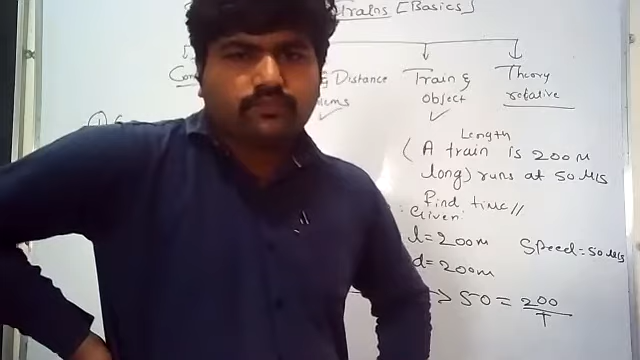 Trains [Basics]
& Distance
Train & object
Theory relative
Length
(A train is 200m
long) runs at 50 M/s
Find time//
: Given:
l = 200m Speed = 50 M/s
d = 200m
50 = 200/T